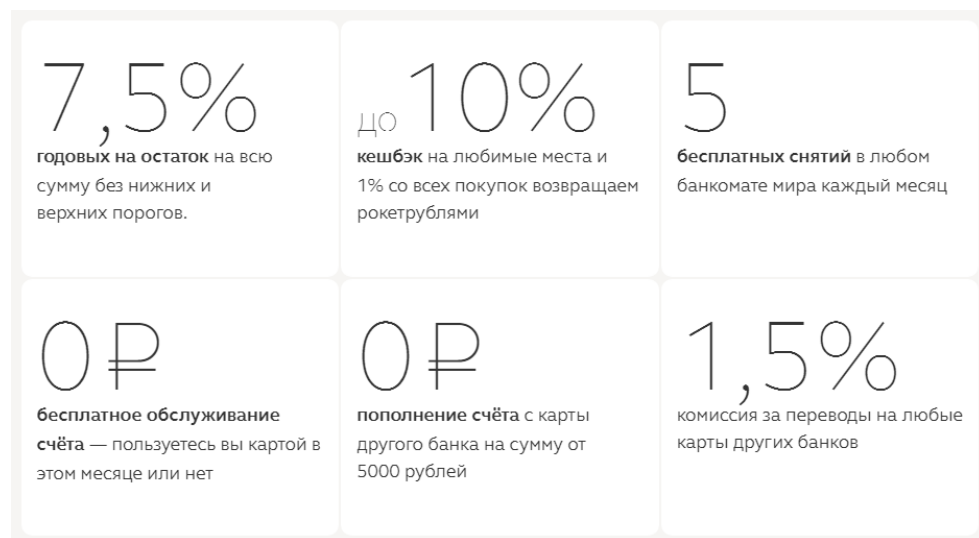 7,5%
годовых на остаток на всю
сумму без нижних и
верхних порогов.
до 10%
кешбэк на любимые места и
1% со всех покупок возвращаем
рокетрублями
5
бесплатных снятий в любом
банкомате мира каждый месяц
0 ₽
бесплатное обслуживание
счёта — пользуетесь вы картой в
этом месяце или нет
0 ₽
пополнение счёта с карты
другого банка на сумму от
5000 рублей
1,5%
комиссия за переводы на любые
карты других банков